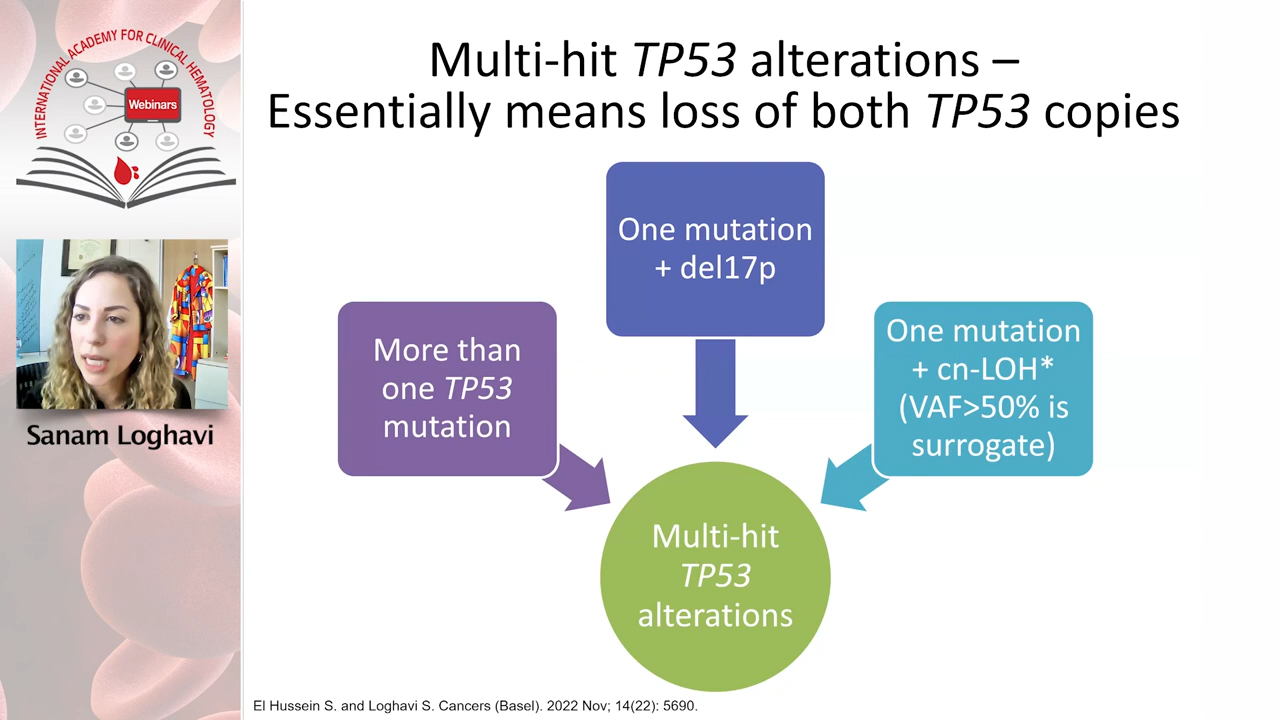 INTERNATIONAL ACADEMY FOR CLINICAL HEMATOLOGY
Webinars
Sanam Loghavi
Multi-hit TP53 alterations –
Essentially means loss of both TP53 copies
One mutation
+ del17p
More than
one TP53
mutation
One mutation
+ cn-LOH*
(VAF>50% is
surrogate)
Multi-hit
TP53
alterations
El Hussein S. and Loghavi S. Cancers (Basel). 2022 Nov; 14(22): 5690.